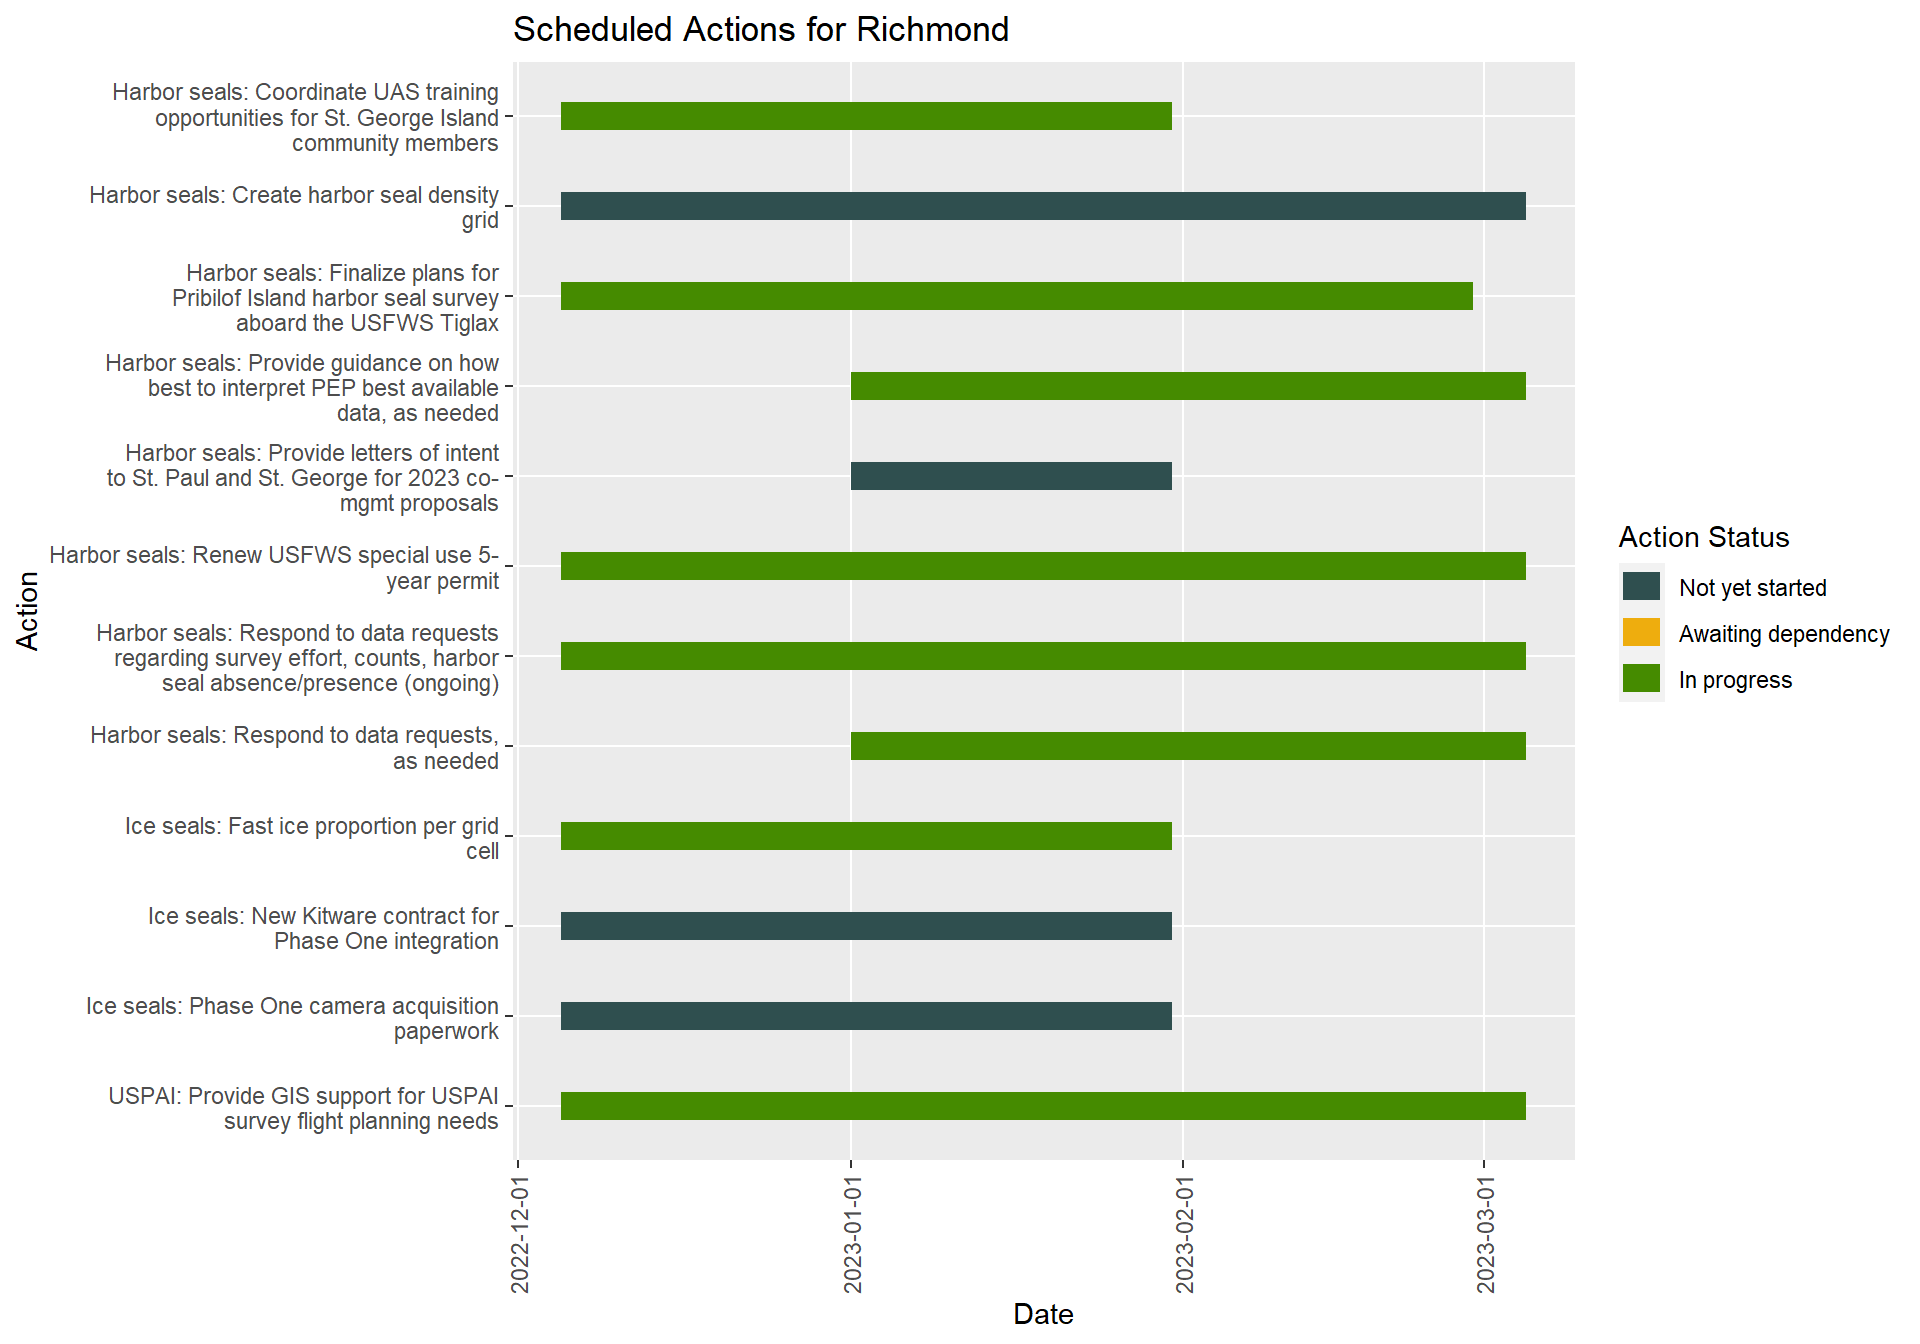 Scheduled Actions for Richmond
Harbor seals: Coordinate UAS training
opportunities for St. George Island
community members
Harbor seals: Create harbor seal density
grid
Harbor seals: Finalize plans for
Pribilof Island harbor seal survey
aboard the USFWS Tiglax
Harbor seals: Provide guidance on how
best to interpret PEP best available
data, as needed
Harbor seals: Provide letters of intent
to St. Paul and St. George for 2023 co-
mgmt proposals
Harbor seals: Renew USFWS special use 5-
year permit
Harbor seals: Respond to data requests
regarding survey effort, counts, harbor
seal absence/presence (ongoing)
Harbor seals: Respond to data requests,
as needed
Ice seals: Fast ice proportion per grid
cell
Ice seals: New Kitware contract for
Phase One integration
Ice seals: Phase One camera acquisition
paperwork
USPAI: Provide GIS support for USPAI
survey flight planning needs
Action
2022-12-01
2023-01-01
2023-02-01
2023-03-01
Date
Action Status
Not yet started
Awaiting dependency
In progress